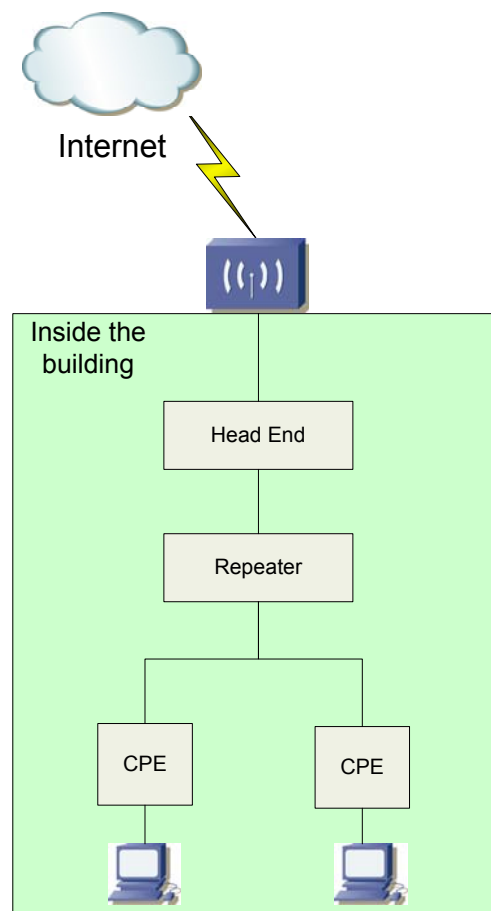 Internet
Inside the
building
Head End
Repeater
CPE
CPE